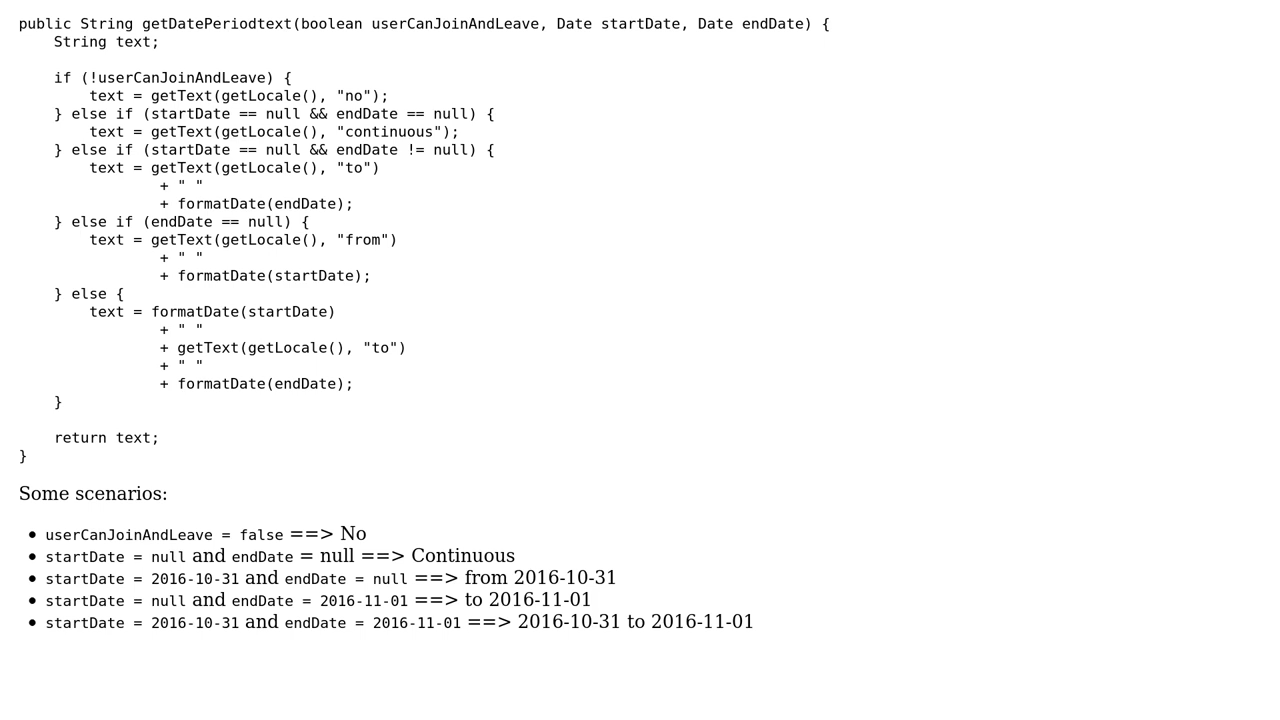 public String getDatePeriodtext(boolean userCanJoinAndLeave, Date startDate, Date endDate) {
    String text;

    if (!userCanJoinAndLeave) {
        text = getText(getLocale(), "no");
    } else if (startDate == null && endDate == null) {
        text = getText(getLocale(), "continuous");
    } else if (startDate == null && endDate != null) {
        text = getText(getLocale(), "to")
                + " "
                + formatDate(endDate);
    } else if (endDate == null) {
        text = getText(getLocale(), "from")
                + " "
                + formatDate(startDate);
    } else {
        text = formatDate(startDate)
                + " "
                + getText(getLocale(), "to")
                + " "
                + formatDate(endDate);
    }

    return text;
}
Some scenarios:
• userCanJoinAndLeave = false ==> No
• startDate = null and endDate = null ==> Continuous
• startDate = 2016-10-31 and endDate = null ==> from 2016-10-31
• startDate = null and endDate = 2016-11-01 ==> to 2016-11-01
• startDate = 2016-10-31 and endDate = 2016-11-01 ==> 2016-10-31 to 2016-11-01